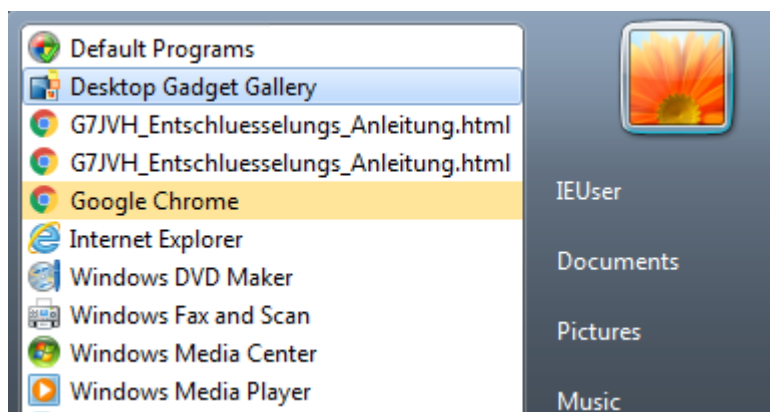 Default Programs
Desktop Gadget Gallery
G7JVH_Entschluesselungs_Anleitung.html
G7JVH_Entschluesselungs_Anleitung.html
Google Chrome
Internet Explorer
Windows DVD Maker
Windows Fax and Scan
Windows Media Center
Windows Media Player
IEUser
Documents
Pictures
Music